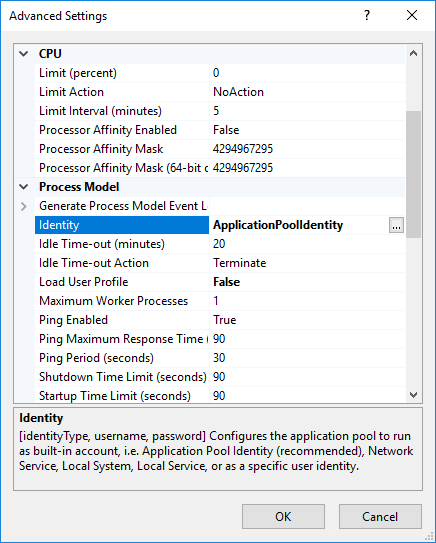 Advanced Settings
CPU
Limit (percent) 0
Limit Action NoAction
Limit Interval (minutes) 5
Processor Affinity Enabled False
Processor Affinity Mask 4294967295
Processor Affinity Mask (64-bit c 4294967295
Process Model
Generate Process Model Event L
Identity ApplicationPoolIdentity ...
Idle Time-out (minutes) 20
Idle Time-out Action Terminate
Load User Profile False
Maximum Worker Processes 1
Ping Enabled True
Ping Maximum Response Time ( 90
Ping Period (seconds) 30
Shutdown Time Limit (seconds) 90
Startup Time Limit (seconds) 90
Identity
[identityType, username, password] Configures the application pool to run
as built-in account, i.e. Application Pool Identity (recommended), Network
Service, Local System, Local Service, or as a specific user identity.
OK Cancel